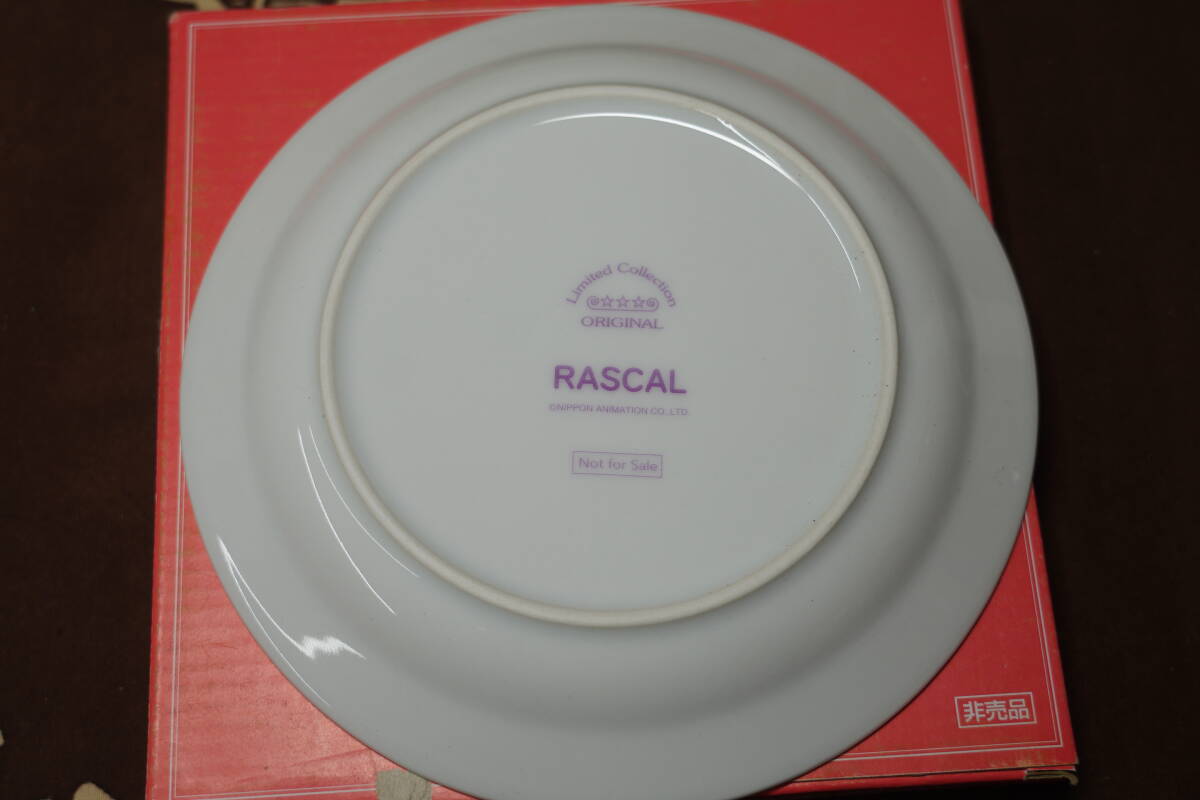 Limited Collection
ORIGINAL
RASCAL
©NIPPON ANIMATION CO.,LTD.
Not for Sale
非売品